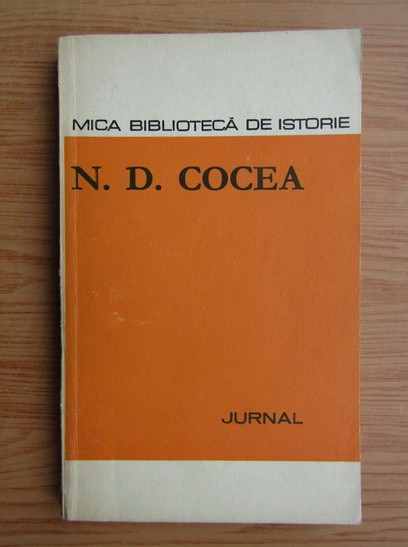 MICA BIBLIOTECĂ DE ISTORIE
N. D. COCEA
JURNAL